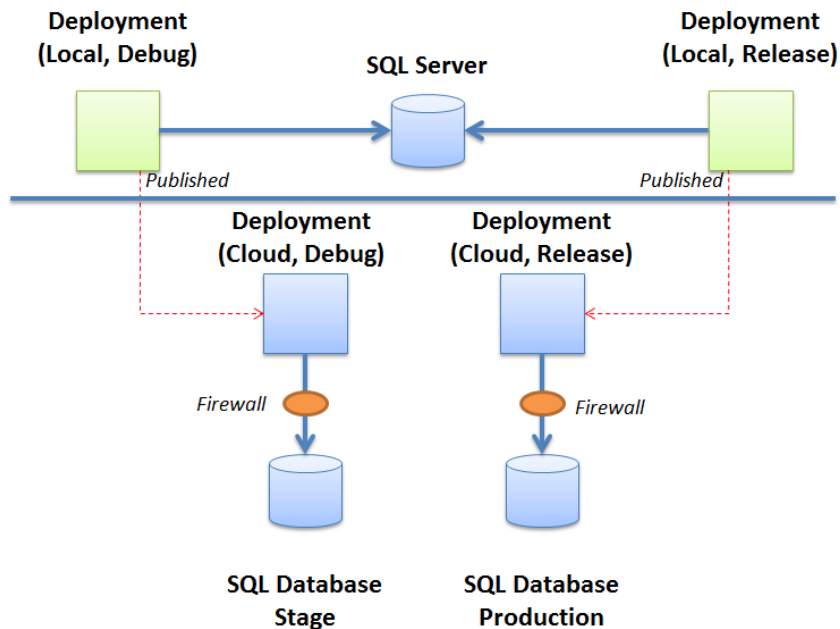 Deployment
(Local, Debug)
SQL Server
Deployment
(Local, Release)
Published
Published
Deployment
(Cloud, Debug)
Deployment
(Cloud, Release)
Firewall
Firewall
SQL Database
Stage
SQL Database
Production